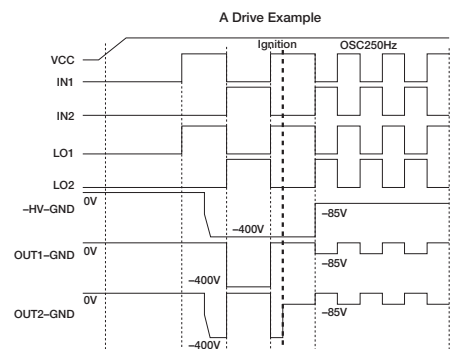 A Drive Example
Ignition
OSC250Hz
VCC
IN1
IN2
LO1
LO2
0V
-HV-GND
-400V
-85V
0V
OUT1-GND
-85V
-400V
0V
OUT2-GND
-85V
-400V